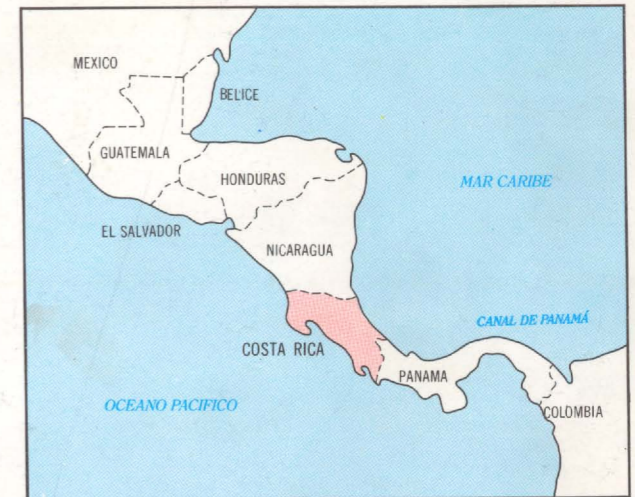 MEXICO
BELICE
GUATEMALA
HONDURAS
MAR CARIBE
EL SALVADOR
NICARAGUA
CANAL DE PANAMÁ
COSTA RICA
PANAMA
OCEANO PACIFICO
COLOMBIA